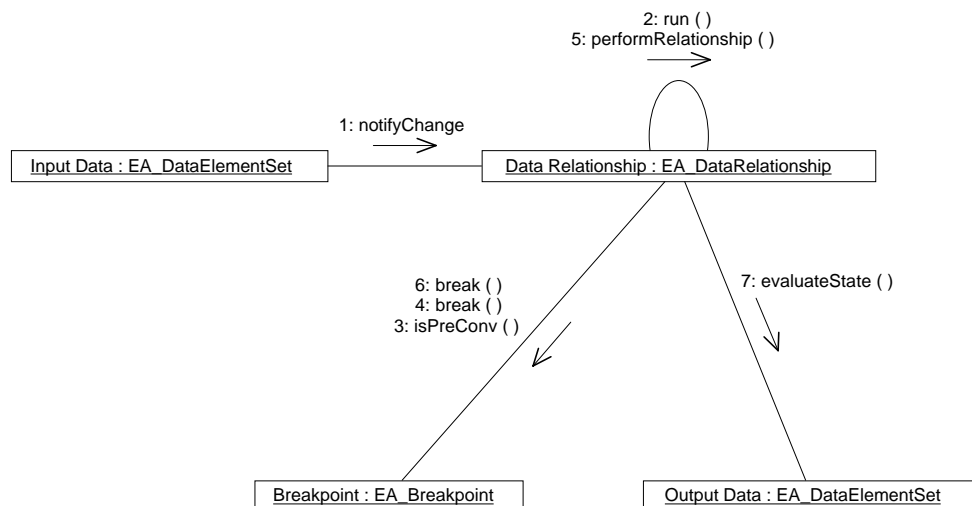 2: run ( )
5: performRelationship ( )
1: notifyChange
Input Data : EA_DataElementSet
Data Relationship : EA_DataRelationship
6: break ( )
4: break ( )
3: isPreConv ( )
7: evaluateState ( )
Breakpoint : EA_Breakpoint
Output Data : EA_DataElementSet